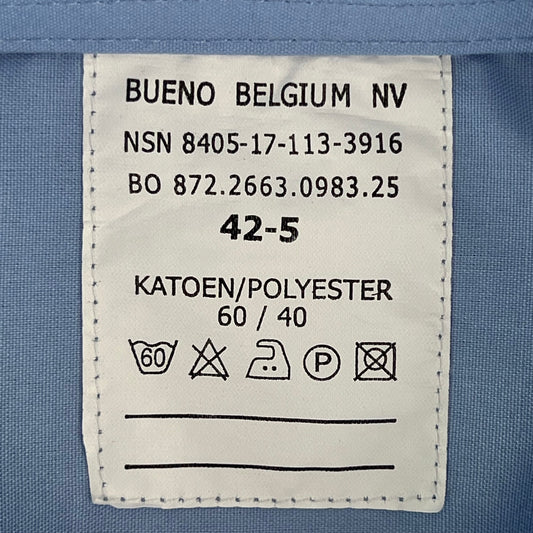 BUENO BELGIUM NV
NSN 8405-17-113-3916
BO 872.2663.0983.25
42-5
KATOEN/POLYESTER
60 / 40
60 P